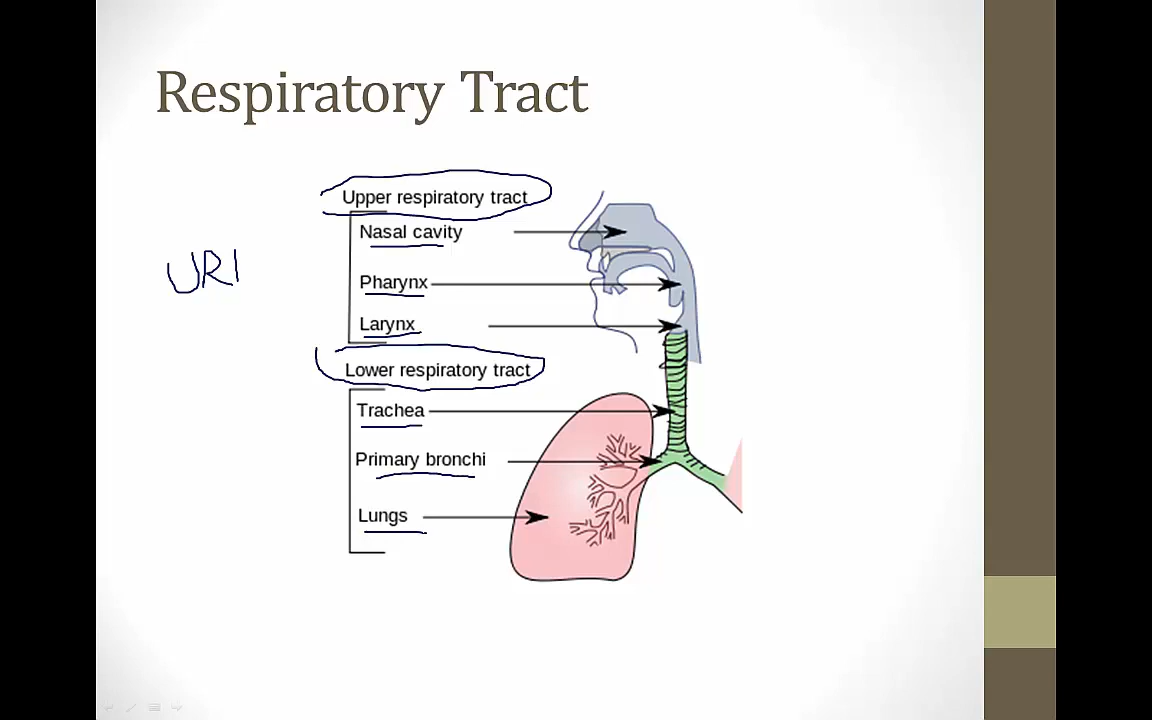 Respiratory Tract
Upper respiratory tract
Nasal cavity
URI
Pharynx
Larynx
Lower respiratory tract
Trachea
Primary bronchi
Lungs